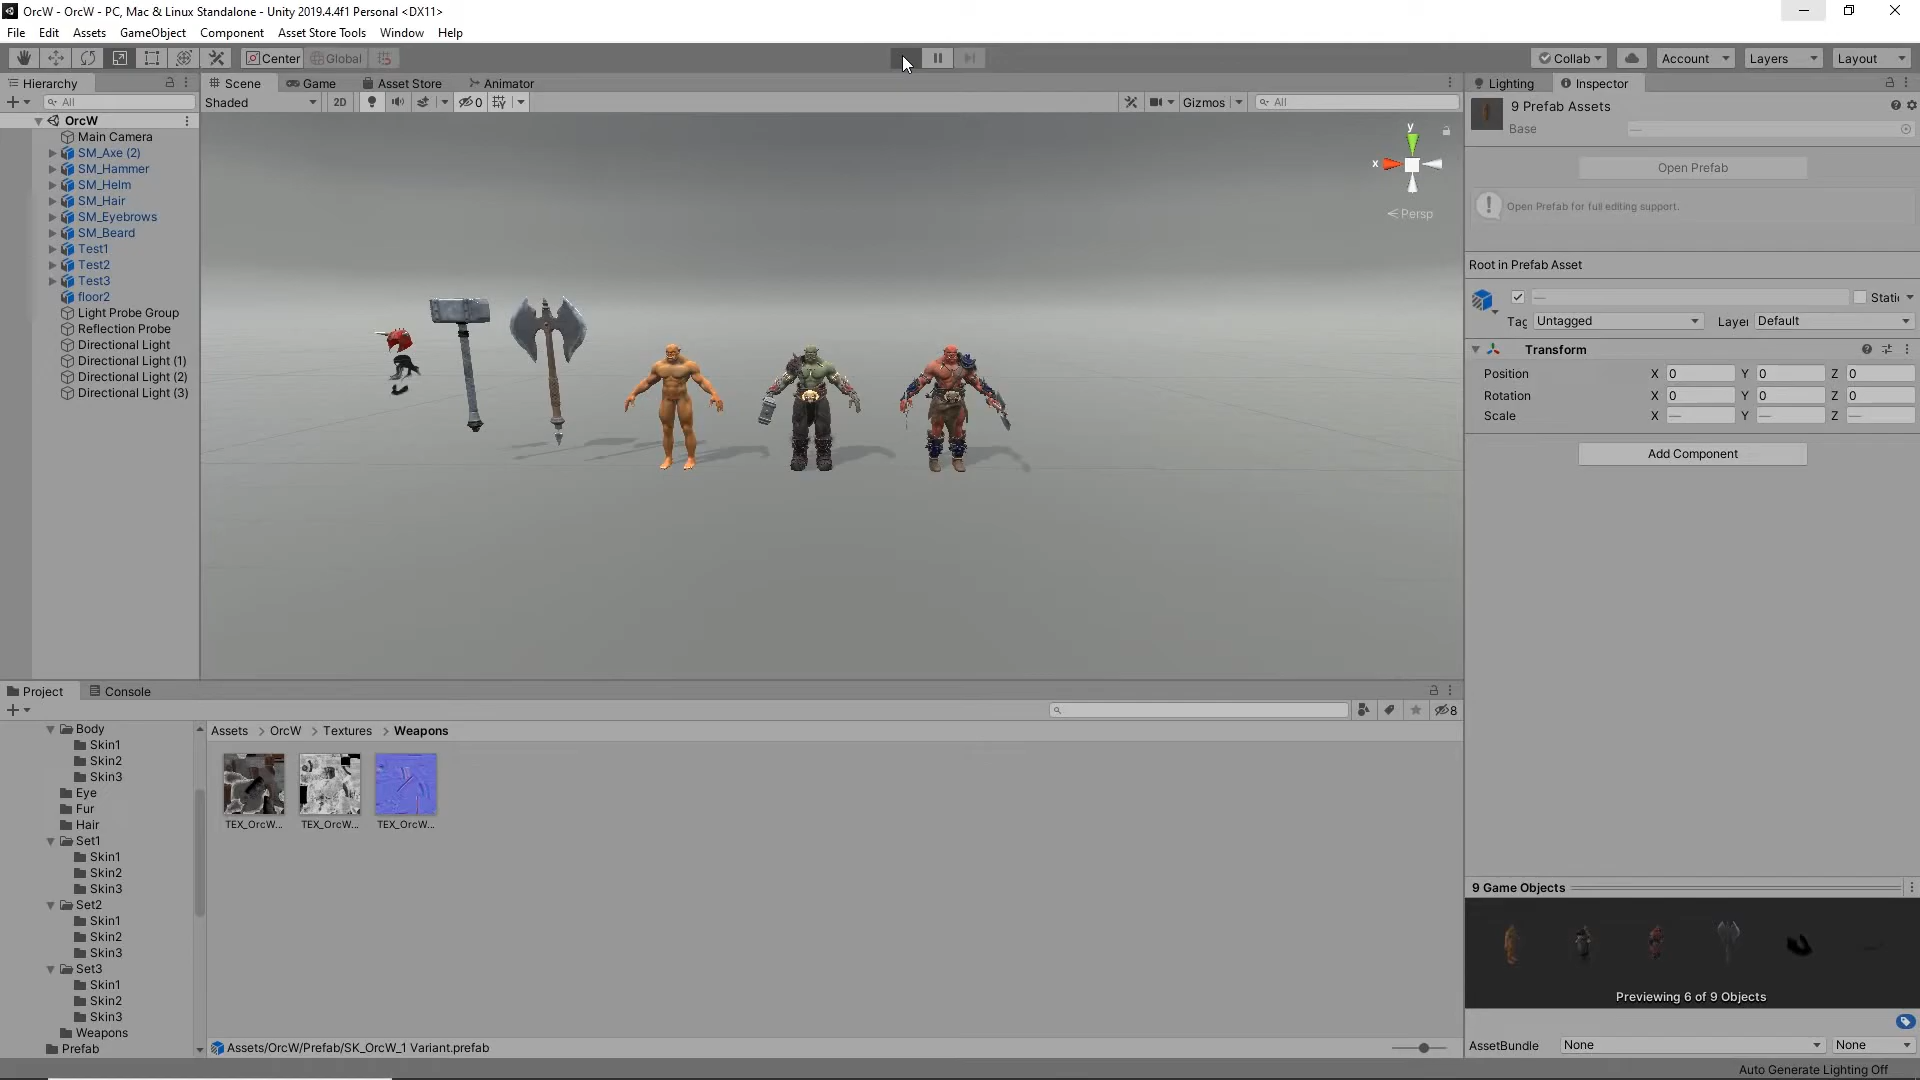 OrcW - OrcW - PC, Mac & Linux Standalone - Unity 2019.4.4f1 Personal <DX11>
File Edit Assets GameObject Component Asset Store Tools Window Help
Center Global Collab Account Layers Layout
Hierarchy Scene Game Asset Store Animator Lighting Inspector
All Shaded 2D 0 Gizmos All
9 Prefab Assets
Base
Open Prefab
Open Prefab for full editing support.
Root in Prefab Asset
—
Stati
Tag Untagged Layer Default
Transform
Position X 0 Y 0 Z 0
Rotation X 0 Y 0 Z 0
Scale X — Y — Z —
Add Component
OrcW
Main Camera
SM_Axe (2)
SM_Hammer
SM_Helm
SM_Hair
SM_Eyebrows
SM_Beard
Test1
Test2
Test3
floor2
Light Probe Group
Reflection Probe
Directional Light
Directional Light (1)
Directional Light (2)
Directional Light (3)
y
x
Persp
Project Console
8
Body
Skin1
Skin2
Skin3
Eye
Fur
Hair
Set1
Skin1
Skin2
Skin3
Set2
Skin1
Skin2
Skin3
Set3
Skin1
Skin2
Skin3
Weapons
Prefab
Assets > OrcW > Textures > Weapons
TEX_OrcW... TEX_OrcW... TEX_OrcW...
Assets/OrcW/Prefab/SK_OrcW_1 Variant.prefab
9 Game Objects
Previewing 6 of 9 Objects
AssetBundle None None
Auto Generate Lighting Off